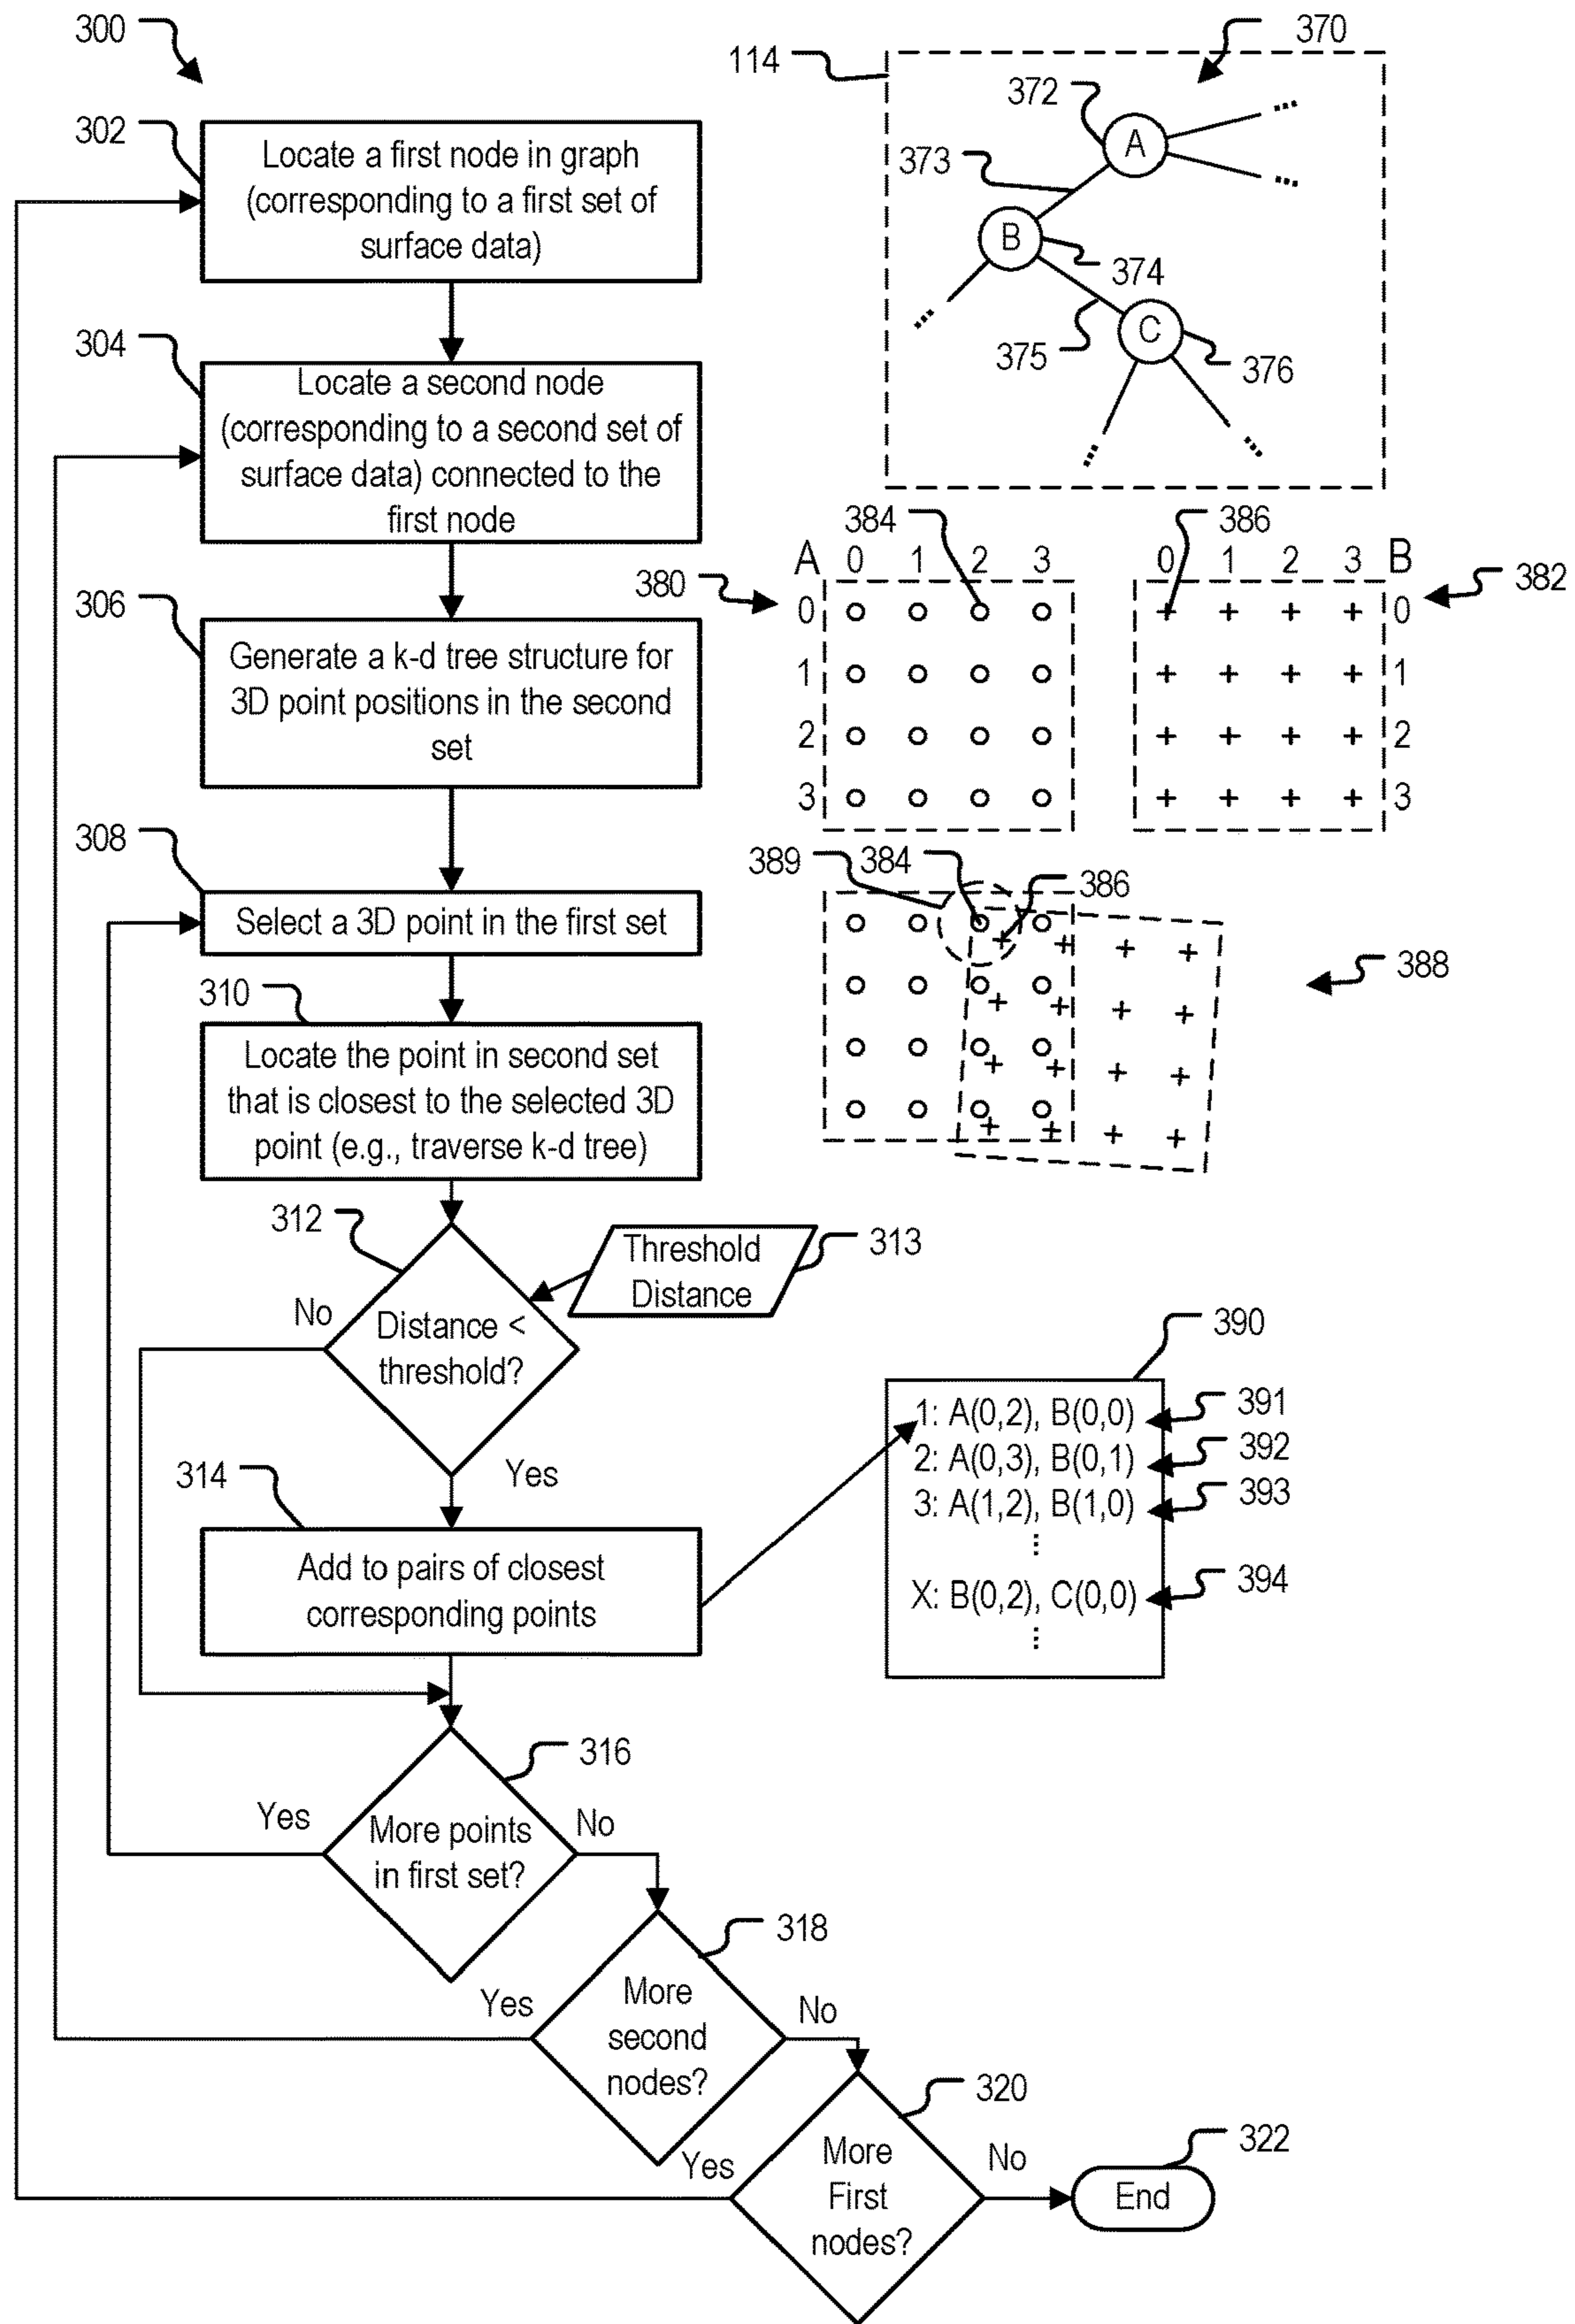 300
302
Locate a first node in graph
(corresponding to a first set of
surface data)
304
Locate a second node
(corresponding to a second set of
surface data) connected to the
first node
306
Generate a k-d tree structure for
3D point positions in the second
set
308
Select a 3D point in the first set
310
Locate the point in second set
that is closest to the selected 3D
point (e.g., traverse k-d tree)
312
Threshold
Distance
313
No
Distance <
threshold?
Yes
314
Add to pairs of closest
corresponding points
316
Yes
More points
in first set?
No
318
Yes
More
second
nodes?
No
320
Yes
More
First
nodes?
No
322
End
114
370
372
A
373
B
374
375
C
376
384
386
A 0 1 2 3
0 1 2 3 B
380
382
0
1
2
3
0
1
2
3
389
384
386
388
390
1: A(0,2), B(0,0)
391
2: A(0,3), B(0,1)
392
3: A(1,2), B(1,0)
393
⋮
X: B(0,2), C(0,0)
394
⋮